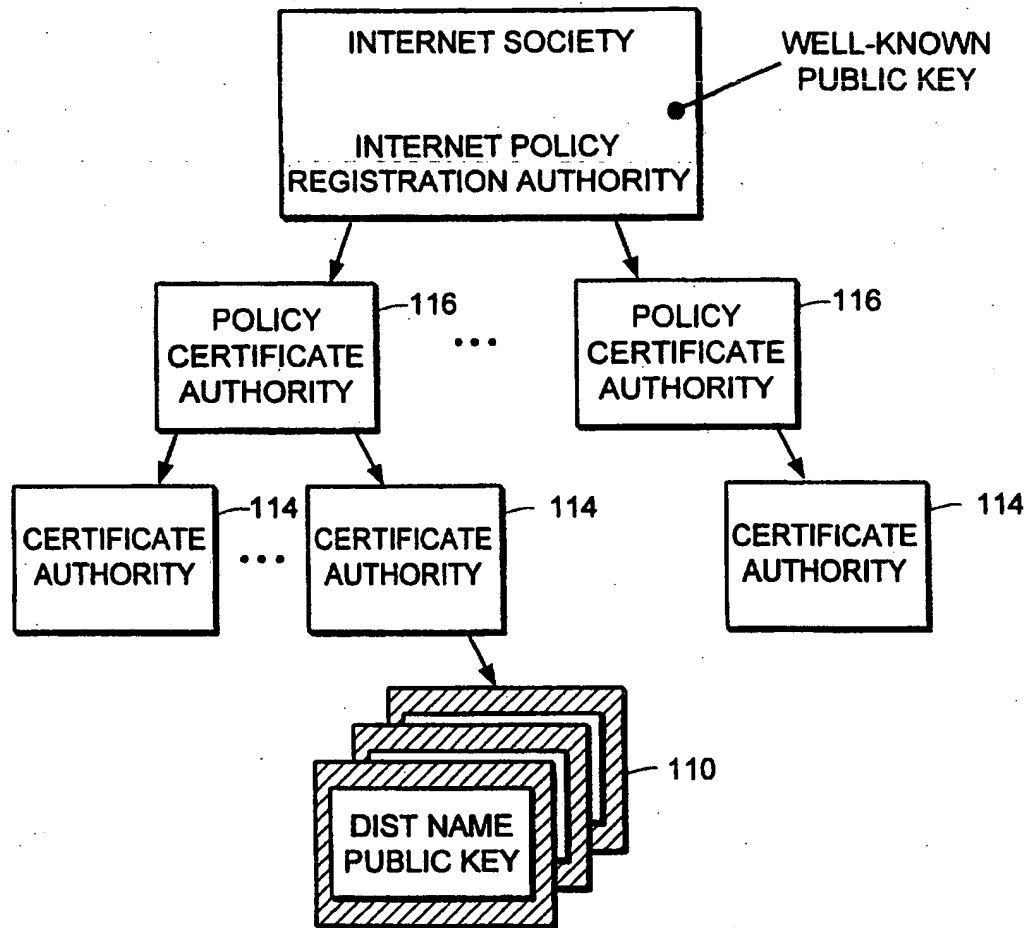 INTERNET SOCIETY
WELL-KNOWN
PUBLIC KEY
INTERNET POLICY
REGISTRATION AUTHORITY
116
POLICY
CERTIFICATE
AUTHORITY
...
116
POLICY
CERTIFICATE
AUTHORITY
114
CERTIFICATE
AUTHORITY
...
114
CERTIFICATE
AUTHORITY
114
CERTIFICATE
AUTHORITY
110
DIST NAME
PUBLIC KEY